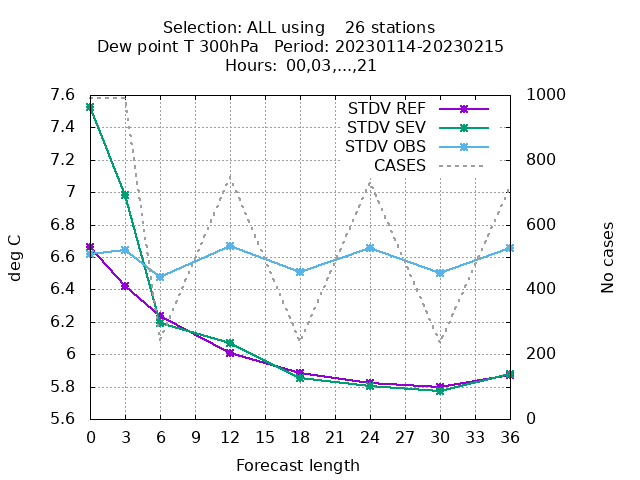 Selection: ALL using    26 stations
Dew point T 300hPa   Period: 20230114-20230215
Hours: 00,03,...,21
STDV REF
STDV SEV
STDV OBS
CASES
7.6
7.4
7.2
7
6.8
6.6
6.4
6.2
6
5.8
5.6
deg C
1000
800
600
400
200
0
No cases
0 3 6 9 12 15 18 21 24 27 30 33 36
Forecast length